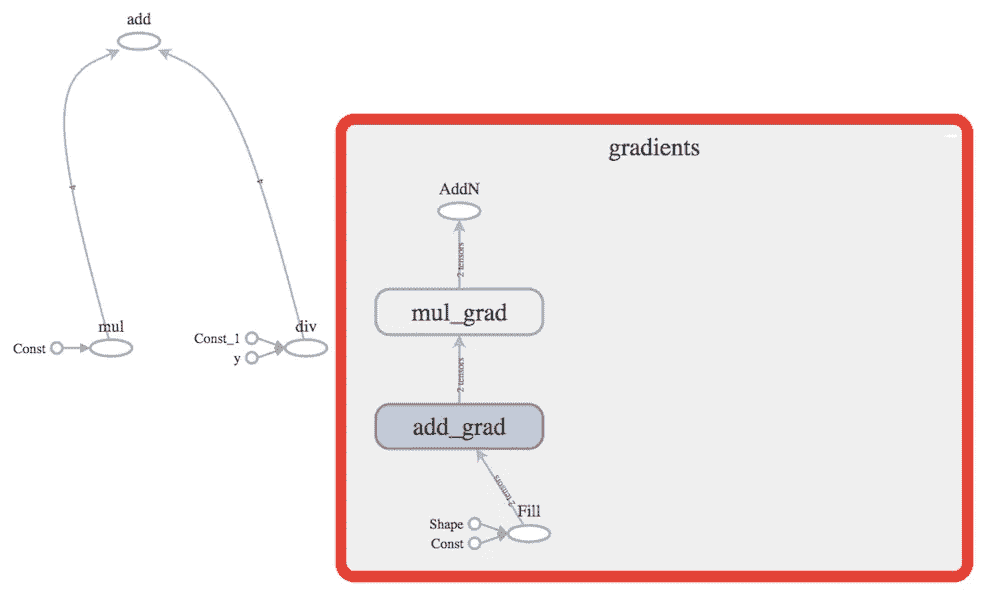 add
gradients
AddN
2 tensors
mul_grad
mul
div
Const_1
Const
y
2 tensors
add_grad
2 tensors
Fill
Shape
Const